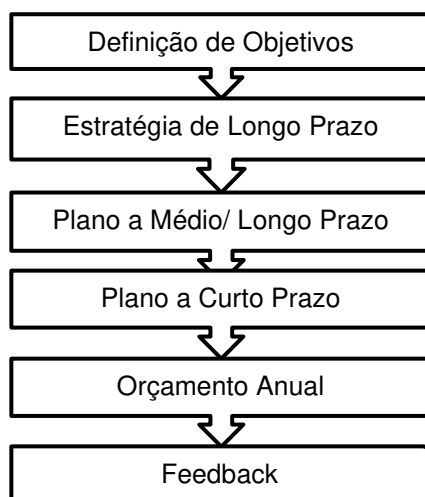 Definição de Objetivos
Estratégia de Longo Prazo
Plano a Médio/ Longo Prazo
Plano a Curto Prazo
Orçamento Anual
Feedback